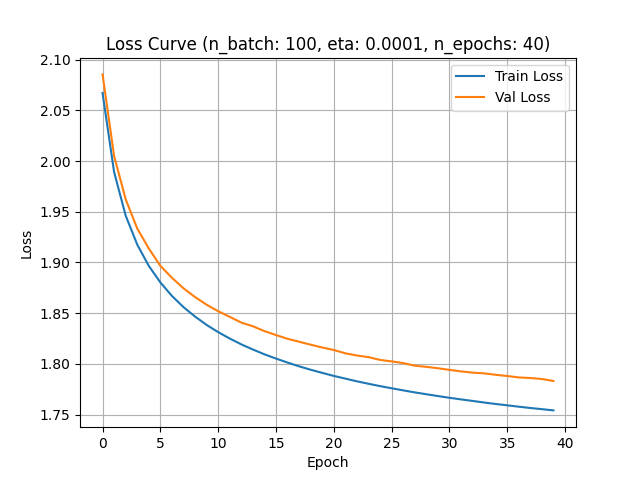 Loss Curve (n_batch: 100, eta: 0.0001, n_epochs: 40)
Train Loss
Val Loss
2.10
2.05
2.00
1.95
1.90
1.85
1.80
1.75
Loss
0 5 10 15 20 25 30 35 40
Epoch